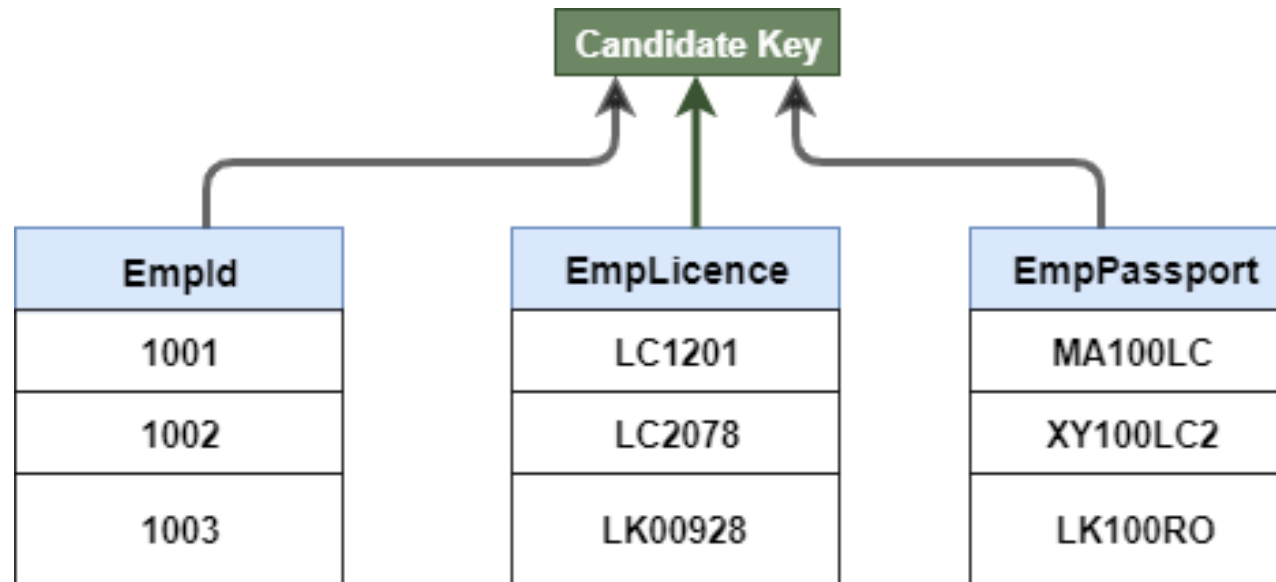 Candidate Key
EmpId EmpLicence EmpPassport
1001 LC1201 MA100LC
1002 LC2078 XY100LC2
1003 LK00928 LK100RO